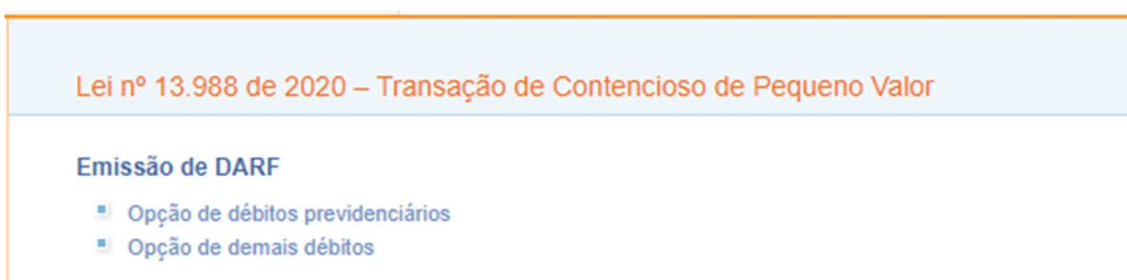 Lei nº 13.988 de 2020 – Transação de Contencioso de Pequeno Valor
Emissão de DARF
Opção de débitos previdenciários
Opção de demais débitos